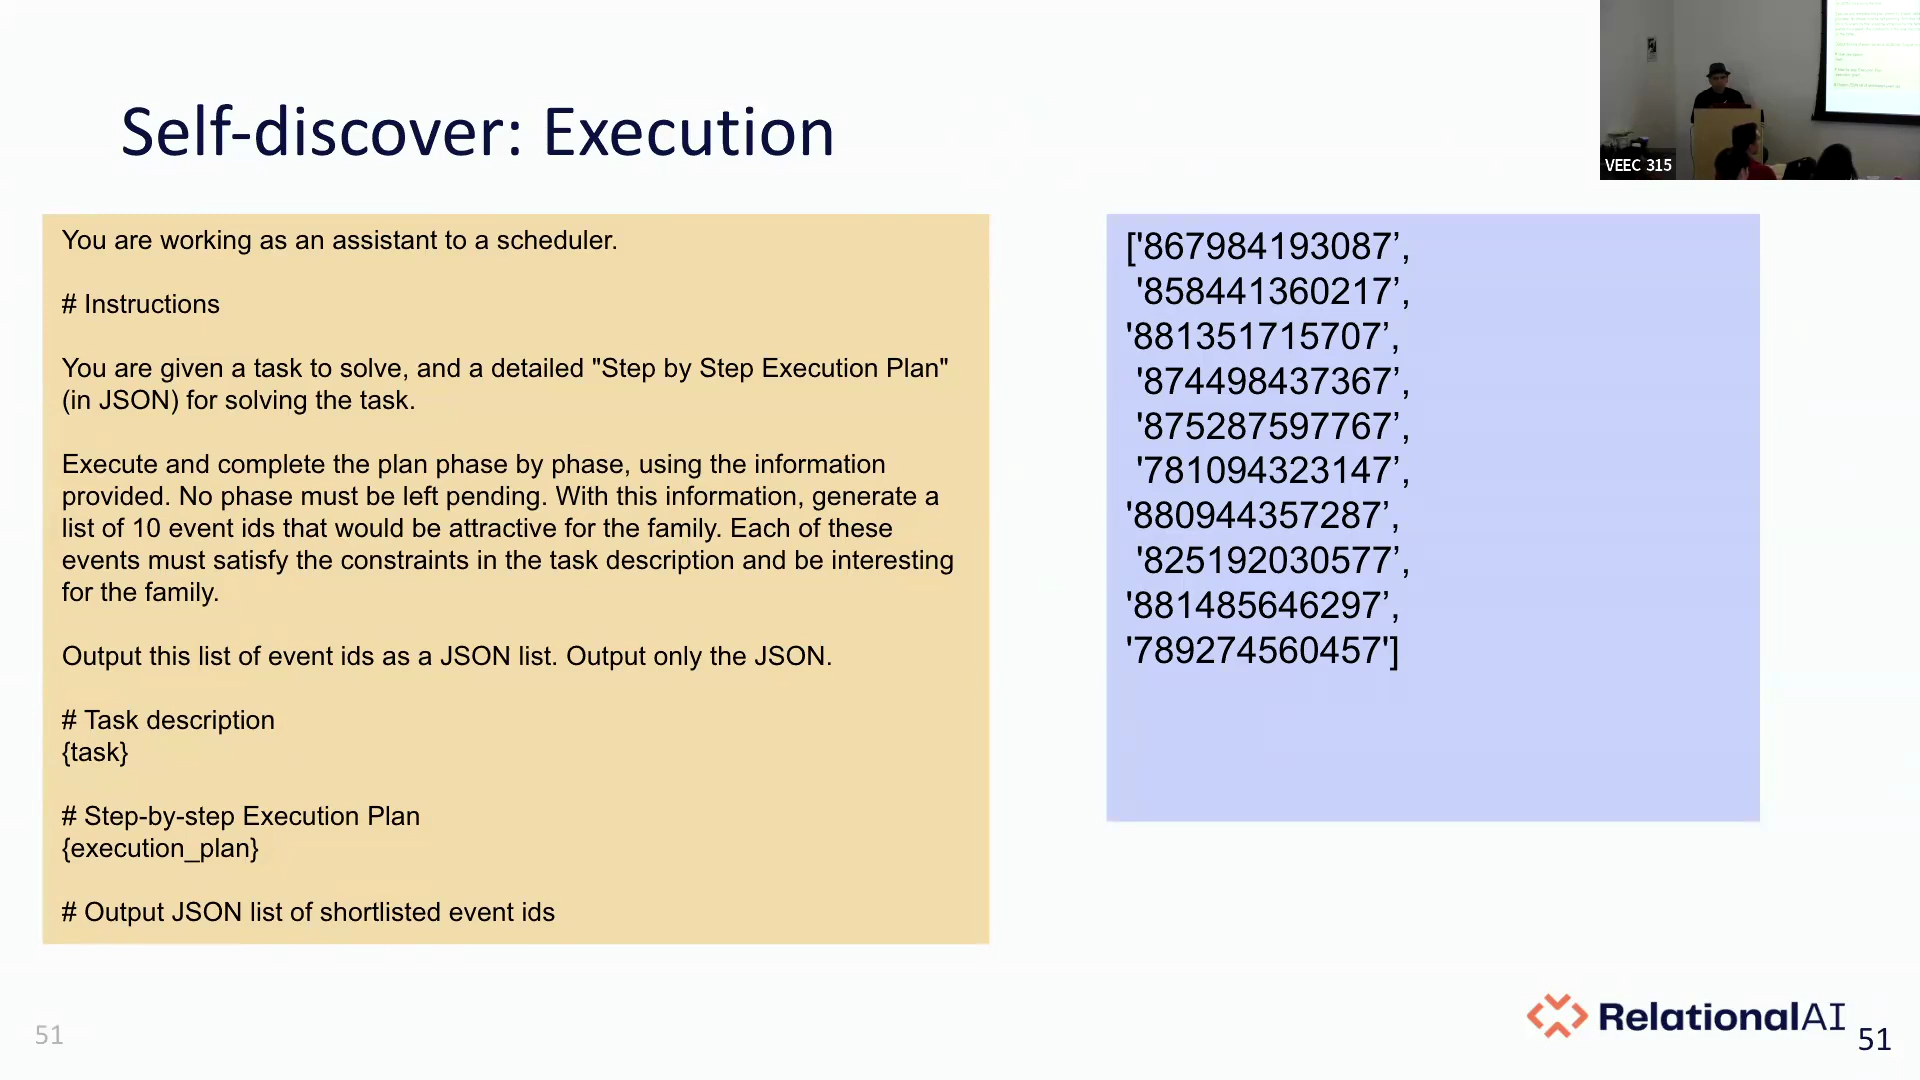 Self-discover: Execution
VEEC 315
You are working as an assistant to a scheduler.
# Instructions
You are given a task to solve, and a detailed "Step by Step Execution Plan"
(in JSON) for solving the task.
Execute and complete the plan phase by phase, using the information
provided. No phase must be left pending. With this information, generate a
list of 10 event ids that would be attractive for the family. Each of these
events must satisfy the constraints in the task description and be interesting
for the family.
Output this list of event ids as a JSON list. Output only the JSON.
# Task description
{task}
# Step-by-step Execution Plan
{execution_plan}
# Output JSON list of shortlisted event ids
['867984193087’,
'858441360217’,
'881351715707’,
'874498437367’,
'875287597767’,
'781094323147’,
'880944357287’,
'825192030577’,
'881485646297’,
'789274560457']
51
RelationalAI
51